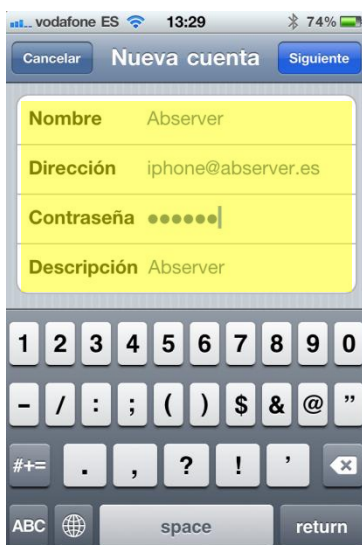 vodafone ES 13:29 74%
Cancelar Nueva cuenta Siguiente
Nombre Abserver
Dirección iphone@abserver.es
Contraseña ••••••
Descripción Abserver
1 2 3 4 5 6 7 8 9 0
- / : ; ( ) $ & @ ”
#+= . , ? ! ’
ABC space return